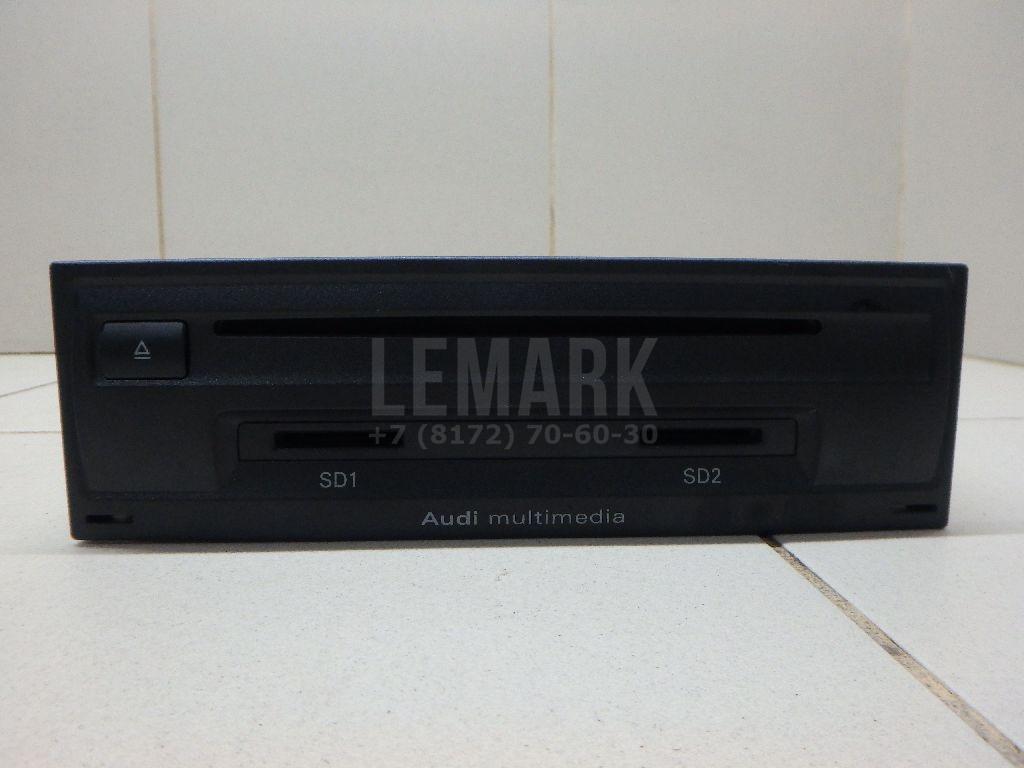 LEMARK
+7 (8172) 70-60-30
SD1
SD2
Audi multimedia